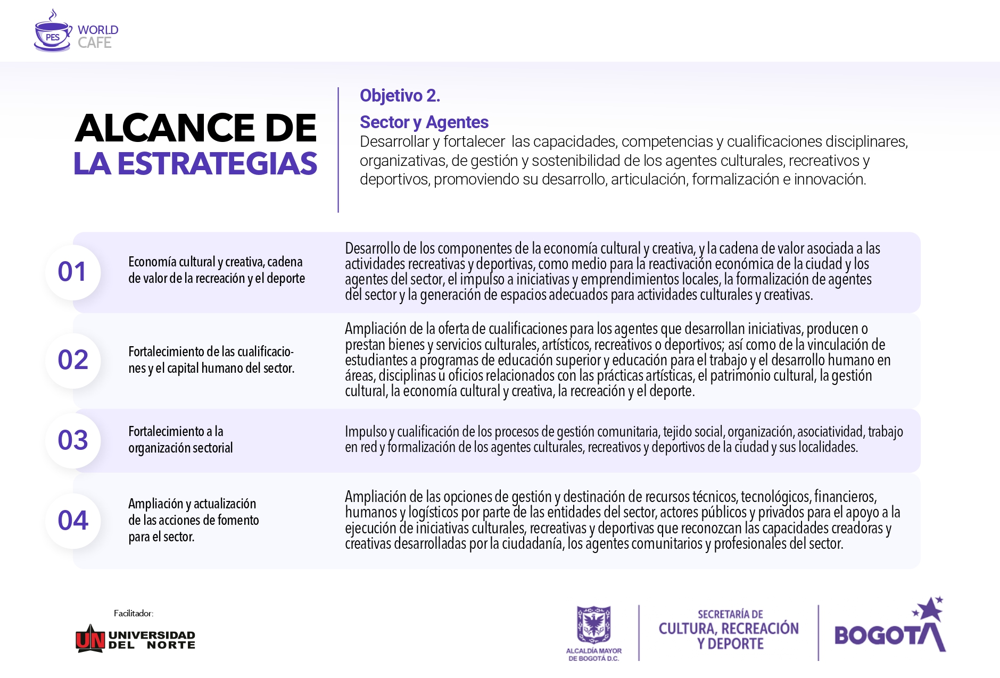 PES
WORLD
CAFÉ
ALCANCE DE
LA ESTRATEGIAS
Objetivo 2.
Sector y Agentes
Desarrollar y fortalecer las capacidades, competencias y cualificaciones disciplinares,
organizativas, de gestión y sostenibilidad de los agentes culturales, recreativos y
deportivos, promoviendo su desarrollo, articulación, formalización e innovación.
01
Economía cultural y creativa, cadena
de valor de la recreación y el deporte
Desarrollo de los componentes de la economía cultural y creativa, y la cadena de valor asociada a las
actividades recreativas y deportivas, como medio para la reactivación económica de la ciudad y los
agentes del sector, el impulso a iniciativas y emprendimientos locales, la formalización de agentes
del sector y la generación de espacios adecuados para actividades culturales y creativas.
02
Fortalecimiento de las cualificacio-
nes y el capital humano del sector.
Ampliación de la oferta de cualificaciones para los agentes que desarrollan iniciativas, producen o
prestan bienes y servicios culturales, artísticos, recreativos o deportivos; así como de la vinculación de
estudiantes a programas de educación superior y educación para el trabajo y el desarrollo humano en
áreas, disciplinas u oficios relacionados con las prácticas artísticas, el patrimonio cultural, la gestión
cultural, la economía cultural y creativa, la recreación y el deporte.
03
Fortalecimiento a la
organización sectorial
Impulso y cualificación de los procesos de gestión comunitaria, tejido social, organización, asociatividad, trabajo
en red y formalización de los agentes culturales, recreativos y deportivos de la ciudad y sus localidades.
04
Ampliación y actualización
de las acciones de fomento
para el sector.
Ampliación de las opciones de gestión y destinación de recursos técnicos, tecnológicos, financieros,
humanos y logísticos por parte de las entidades del sector, actores públicos y privados para el apoyo a la
ejecución de iniciativas culturales, recreativas y deportivas que reconozcan las capacidades creadoras y
creativas desarrolladas por la ciudadanía, los agentes comunitarios y profesionales del sector.
Facilitador:
UN
UNIVERSIDAD
DEL NORTE
ALCALDÍA MAYOR
DE BOGOTÁ D.C.
SECRETARÍA DE
CULTURA, RECREACIÓN
Y DEPORTE
BOGOTÁ